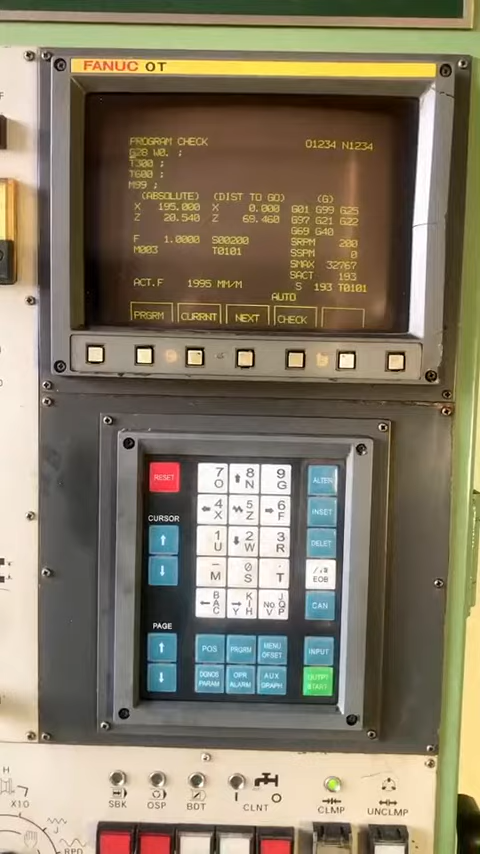 FANUC OT
PROGRAM CHECK O1234 N1234
G28 W0. ;
T300 ;
T600 ;
M99 ;
(ABSOLUTE) (DIST TO GO) (G)
X 195.000 X 0.000 G01 G99 G25
Z 20.540 Z 69.460 G97 G21 G22
G69 G40
F 1.0000 S00200 SRPM 200
M003 T0101 SSPM 0
SMAX 32767
SACT 193
ACT.F 1995 MM/M S 193 T0101
AUTO
PRGRM CURRNT NEXT CHECK
RESET
7 O 8 N 9 G ALTER
CURSOR
4 X 5 Z 6 F INSRT
1 U 2 W 3 R DELET
- M 0 S . T / . # EOB
B A C K I H Y No. V J Q P CAN
PAGE
POS PRGRM MENU OFSET INPUT
DGNOS PARAM OPR ALARM AUX GRAPH OUTPT START
SBK OSP BDT I CLNT O CLMP UNCLMP
H
X10
RPD